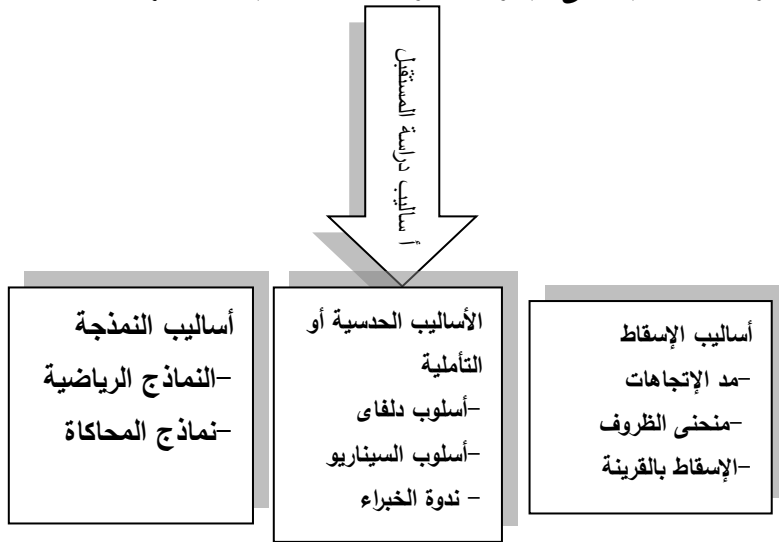 أ ساليب دراسة المستقبل
أساليب الإسقاط
-مد الإتجاهات
-منحنى الظروف
-الإسقاط بالقرينة
الأساليب الحدسية أو
التأملية
-أسلوب دلفاى
-أسلوب السيناريو
- ندوة الخبراء
أساليب النمذجة
-النماذج الرياضية
-نماذج المحاكاة